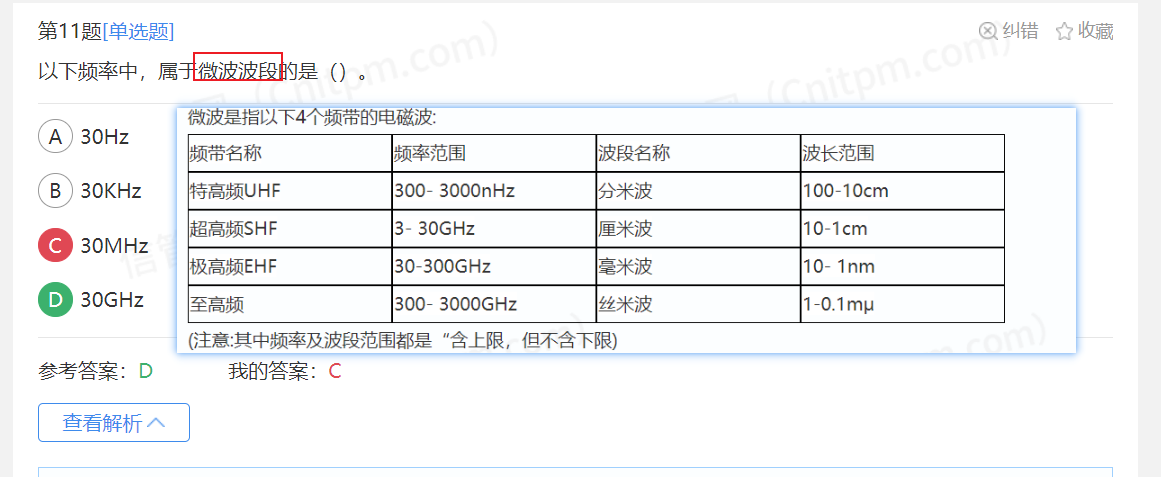 第11题[单选题]
纠错
收藏
以下频率中，属于微波波段的是（）。
A 30Hz
B 30KHz
C 30MHz
D 30GHz
微波是指以下4个频带的电磁波:
频带名称 频率范围 波段名称 波长范围
特高频UHF 300- 3000nHz 分米波 100-10cm
超高频SHF 3- 30GHz 厘米波 10-1cm
极高频EHF 30-300GHz 毫米波 10- 1nm
至高频 300- 3000GHz 丝米波 1-0.1mμ
(注意:其中频率及波段范围都是“含上限，但不含下限)
参考答案：D 我的答案：C
查看解析